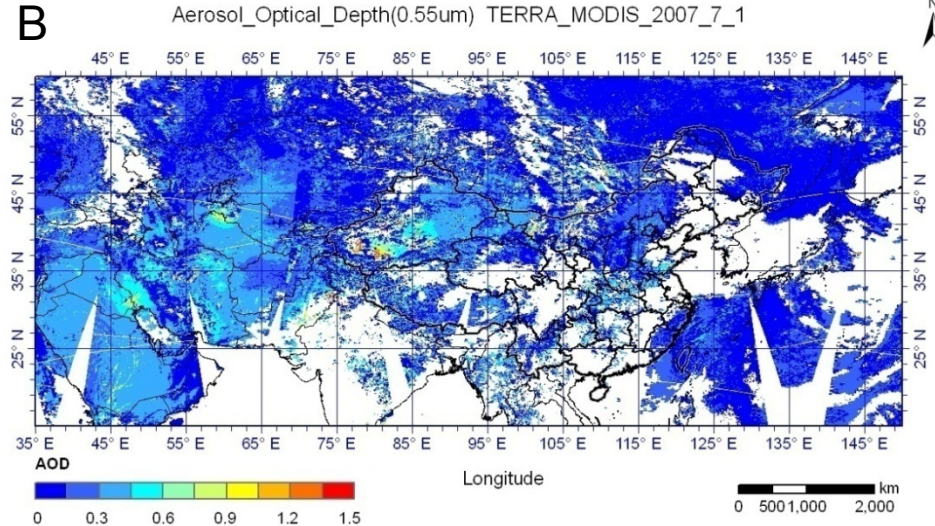 B
Aerosol_Optical_Depth(0.55um) TERRA_MODIS_2007_7_1
N
45° E 55° E 65° E 75° E 85° E 95° E 105° E 115° E 125° E 135° E 145° E
55° N 55° N
45° N 45° N
35° N 35° N
25° N 25° N
35° E 45° E 55° E 65° E 75° E 85° E 95° E 105° E 115° E 125° E 135° E 145° E
AOD
Longitude
0 0.3 0.6 0.9 1.2 1.5
km
0 5001,000 2,000